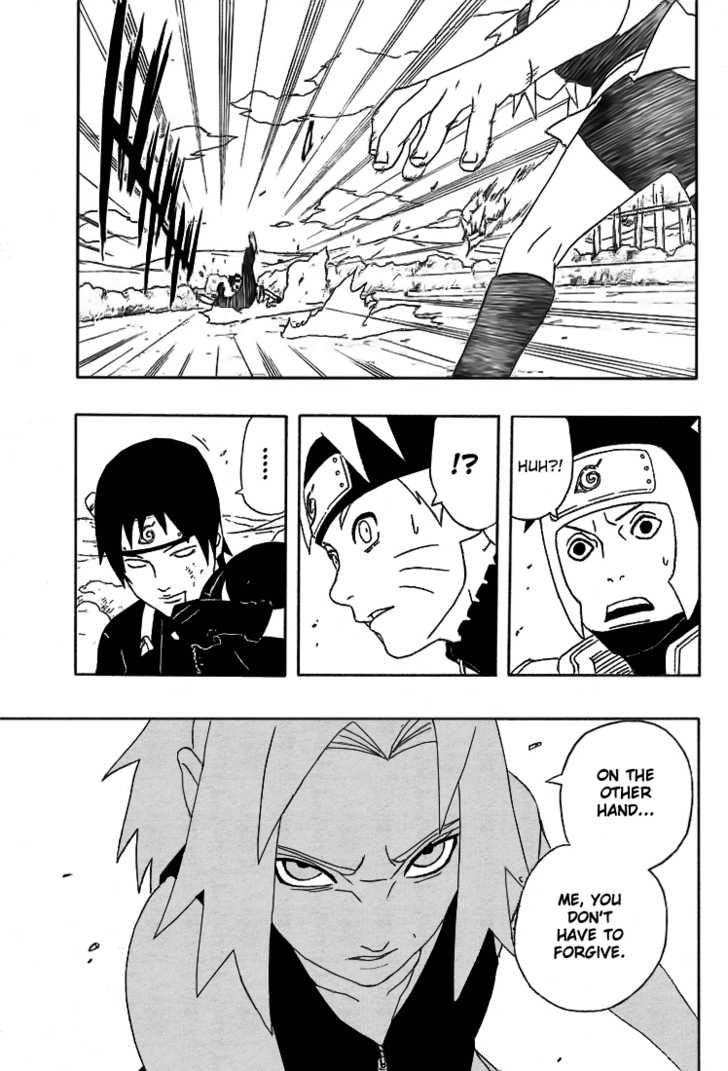 HUH?!
!?
.....
ON THE
OTHER
HAND...
ME, YOU
DON'T
HAVE TO
FORGIVE.